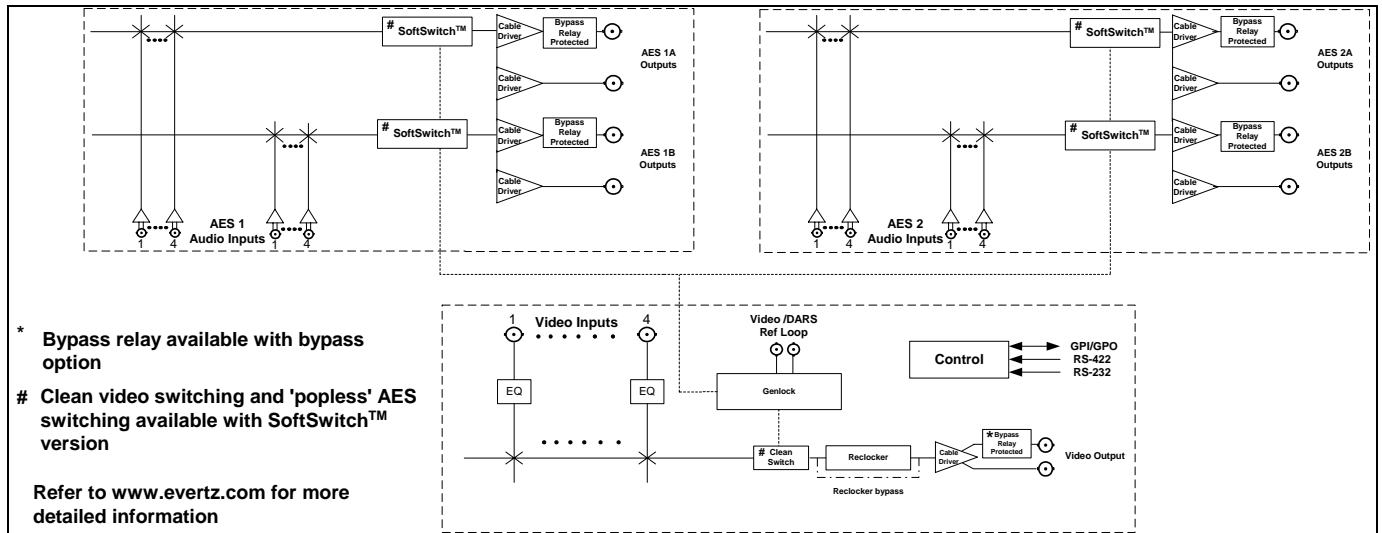 # SoftSwitch™
Cable Driver
Bypass Relay Protected
AES 1A Outputs
Cable Driver
# SoftSwitch™
Cable Driver
Bypass Relay Protected
AES 1B Outputs
Cable Driver
AES 1 Audio Inputs
1 4 1 4
# SoftSwitch™
Cable Driver
Bypass Relay Protected
AES 2A Outputs
Cable Driver
# SoftSwitch™
Cable Driver
Bypass Relay Protected
AES 2B Outputs
Cable Driver
AES 2 Audio Inputs
1 4 1 4
* Bypass relay available with bypass
option
# Clean video switching and 'popless' AES
switching available with SoftSwitch™
version
Refer to www.evertz.com for more
detailed information
1 Video Inputs 4
EQ EQ
Video /DARS
Ref Loop
Genlock
Control
GPI/GPO
RS-422
RS-232
# Clean
Switch
Reclocker
Reclocker bypass
Cable
Driver
* Bypass
Relay
Protected
Video Output